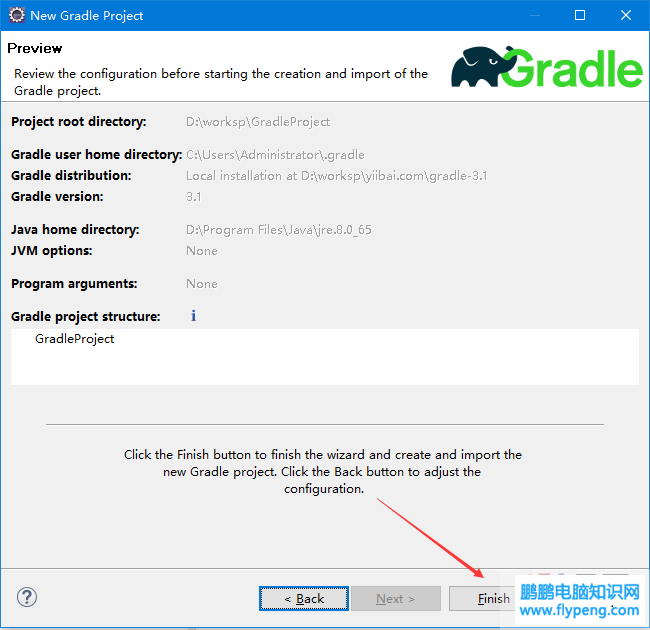 New Gradle Project
Preview
Review the configuration before starting the creation and import of the
Gradle project.
Gradle
Project root directory: D:\worksp\GradleProject
Gradle user home directory: C:\Users\Administrator\.gradle
Gradle distribution: Local installation at D:\worksp\yiibai.com\gradle-3.1
Gradle version: 3.1
Java home directory: D:\Program Files\Java\jre.8.0_65
JVM options: None
Program arguments: None
Gradle project structure:
GradleProject
Click the Finish button to finish the wizard and create and import the
new Gradle project. Click the Back button to adjust the
configuration.
< Back Next > Finish
鹏鹏电脑知识网
www.flypeng.com